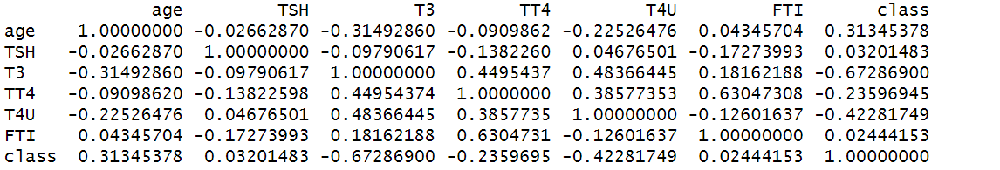 age TSH T3 TT4 T4U FTI class
age 1.00000000 -0.02662870 -0.31492860 -0.0909862 -0.22526476 0.04345704 0.31345378
TSH -0.02662870 1.00000000 -0.09790617 -0.1382260 0.04676501 -0.17273993 0.03201483
T3 -0.31492860 -0.09790617 1.00000000 0.4495437 0.48366445 0.18162188 -0.67286900
TT4 -0.09098620 -0.13822598 0.44954374 1.0000000 0.38577353 0.63047308 -0.23596945
T4U -0.22526476 0.04676501 0.48366445 0.3857735 1.00000000 -0.12601637 -0.42281749
FTI 0.04345704 -0.17273993 0.18162188 0.6304731 -0.12601637 1.00000000 0.02444153
class 0.31345378 0.03201483 -0.67286900 -0.2359695 -0.42281749 0.02444153 1.00000000